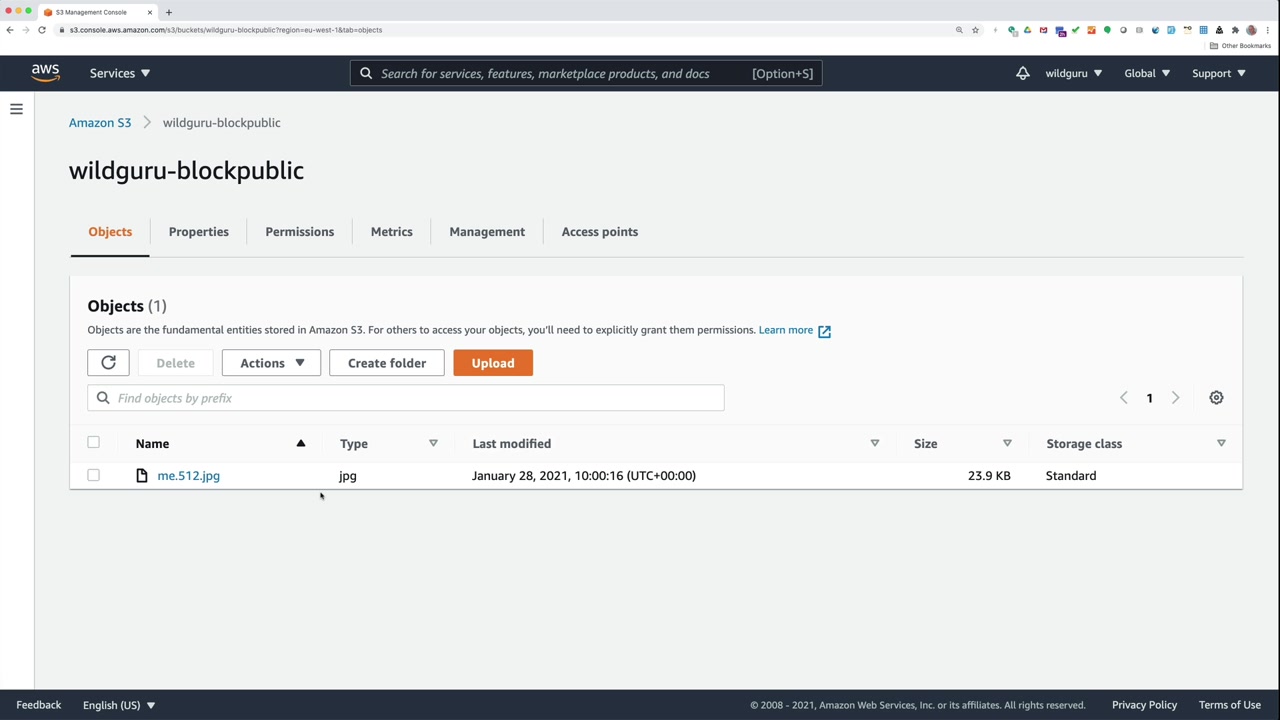 S3 Management Console
s3.console.aws.amazon.com/s3/buckets/wildguru-blockpublic?region=eu-west-1&tab=objects
Other Bookmarks
aws Services Search for services, features, marketplace products, and docs [Option+S] wildguru Global Support
Amazon S3 wildguru-blockpublic
wildguru-blockpublic
Objects Properties Permissions Metrics Management Access points
Objects (1)
Objects are the fundamental entities stored in Amazon S3. For others to access your objects, you'll need to explicitly grant them permissions. Learn more
Delete Actions Create folder Upload
Find objects by prefix 1
Name Type Last modified Size Storage class
me.512.jpg jpg January 28, 2021, 10:00:16 (UTC+00:00) 23.9 KB Standard
Feedback English (US) © 2008 - 2021, Amazon Web Services, Inc. or its affiliates. All rights reserved. Privacy Policy Terms of Use